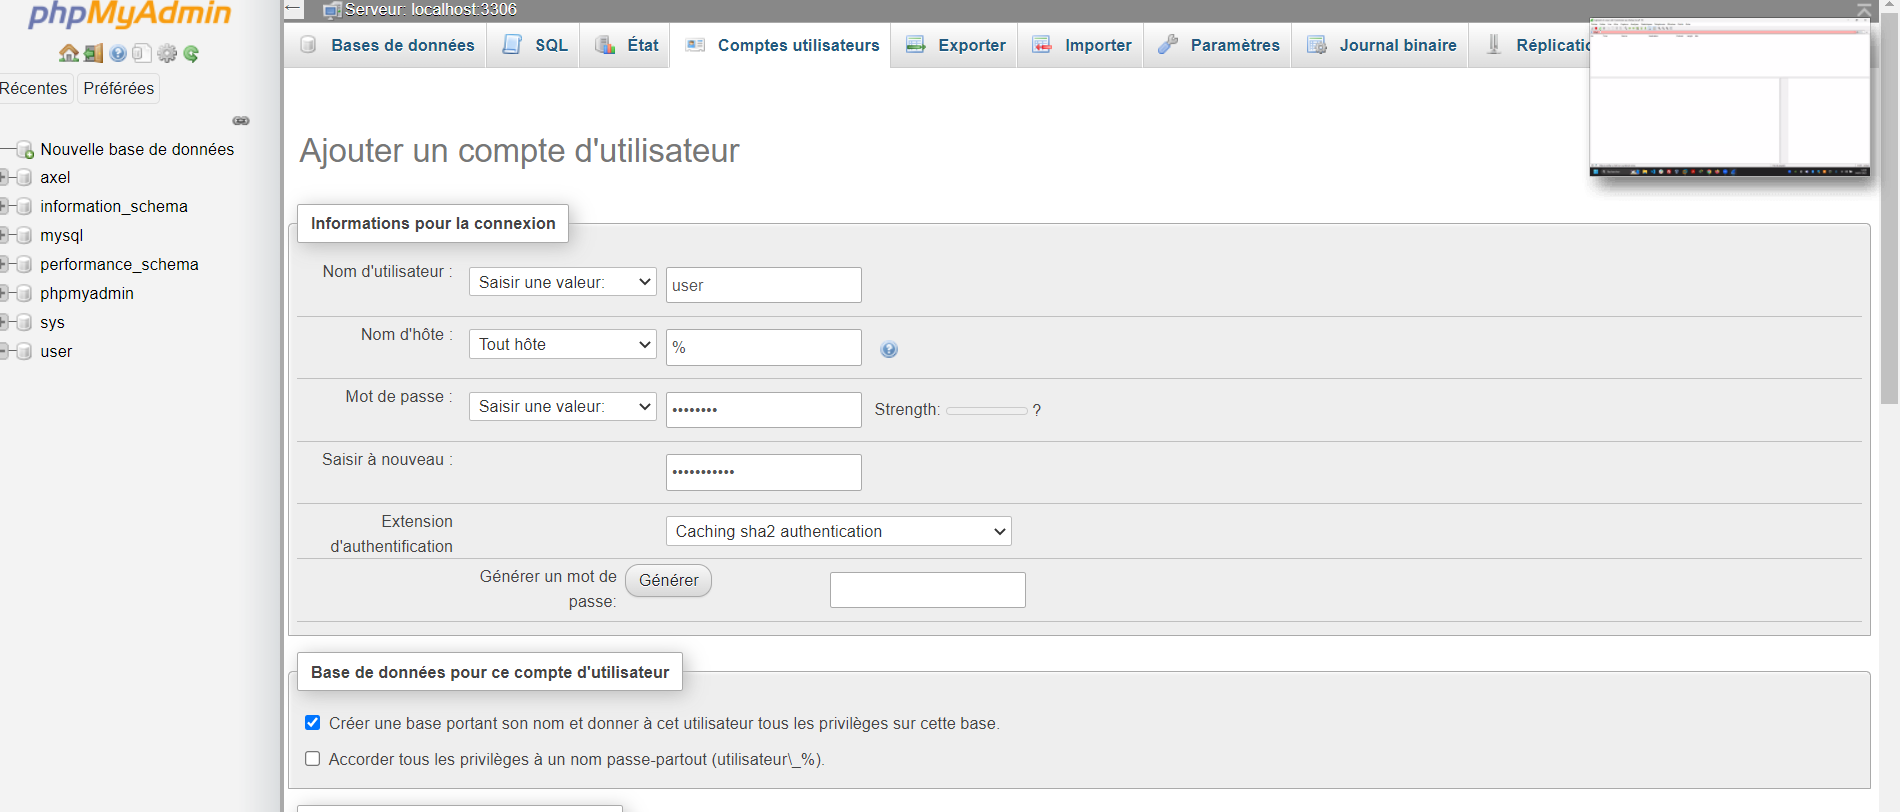 phpMyAdmin
Récentes
Préférées
Nouvelle base de données
axel
information_schema
mysql
performance_schema
phpmyadmin
sys
user
Serveur: localhost:3306
Bases de données
SQL
État
Comptes utilisateurs
Exporter
Importer
Paramètres
Journal binaire
Ajouter un compte d'utilisateur
Informations pour la connexion
Nom d'utilisateur : Saisir une valeur: user
Nom d'hôte : Tout hôte %
Mot de passe : Saisir une valeur: •••••••• Strength: ?
Saisir à nouveau : •••••••••••
Extension
d'authentification
Caching sha2 authentication
Générer un mot de
passe:
Générer
Base de données pour ce compte d'utilisateur
Créer une base portant son nom et donner à cet utilisateur tous les privilèges sur cette base.
Accorder tous les privilèges à un nom passe-partout (utilisateur\_%).